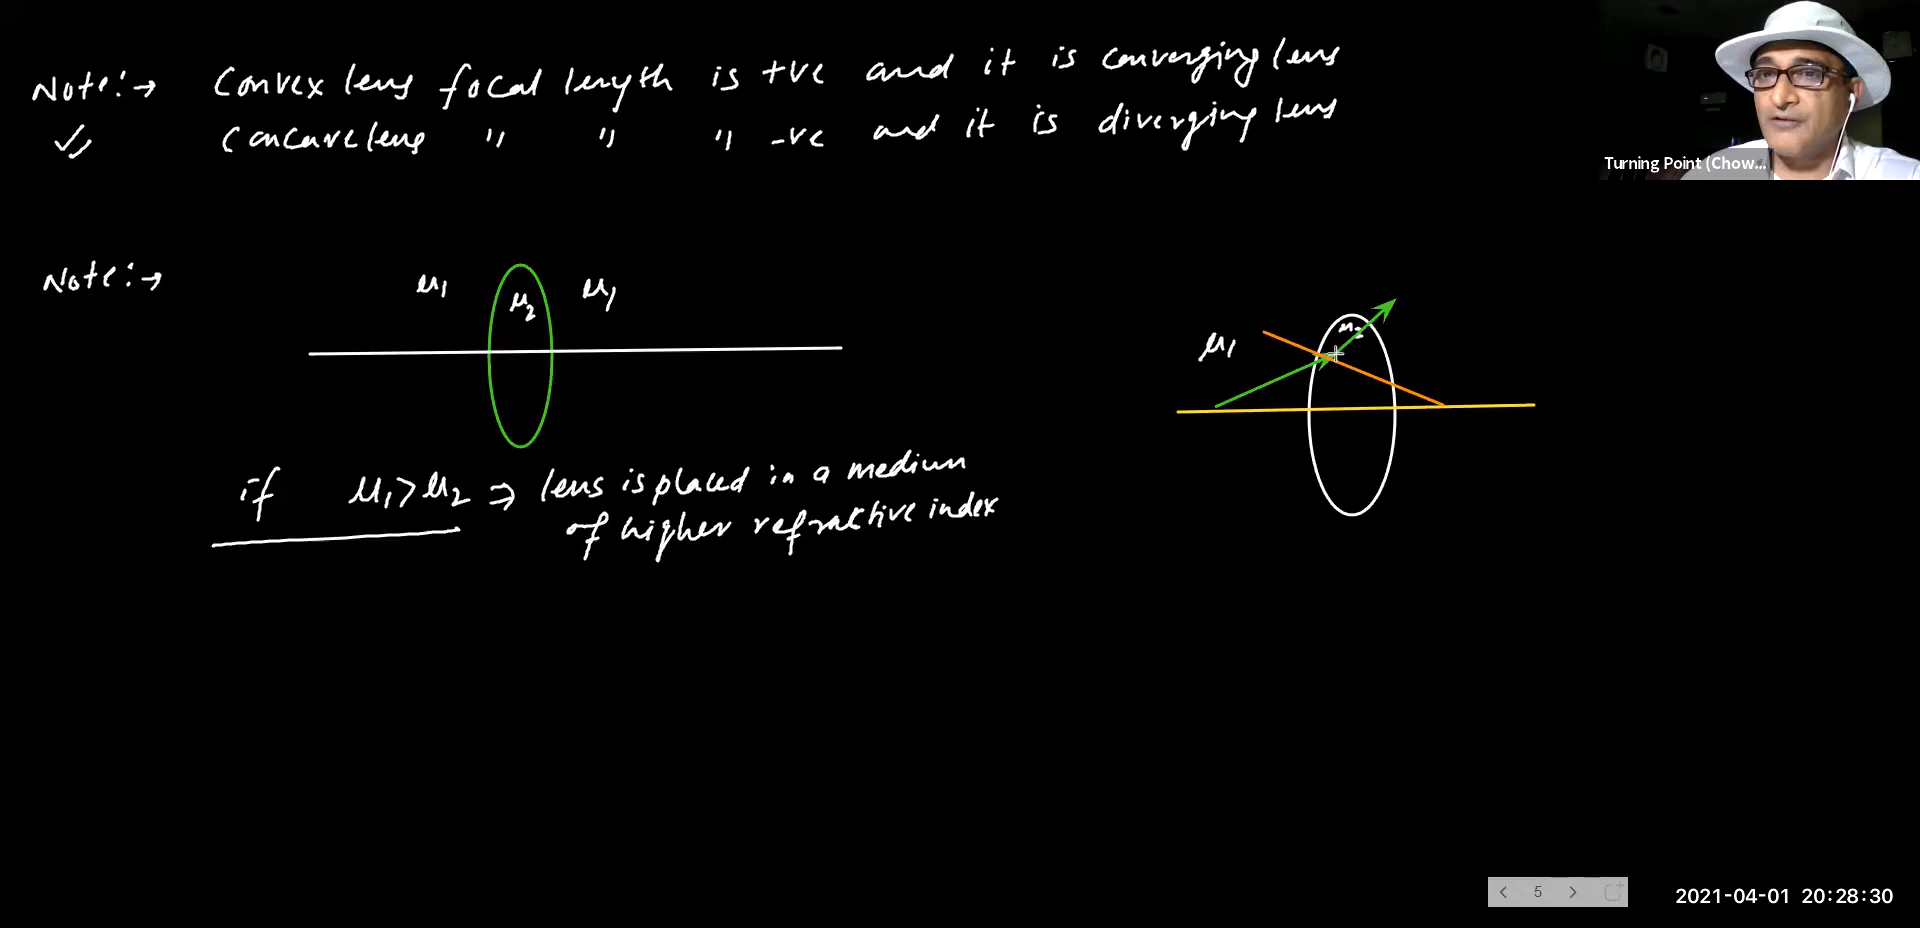 Note:→ Convex lens focal length is +ve and it is converging lens
✓ Concave lens " " " -ve and it is diverging lens
Turning Point (Chow...
Note:→
μ1 μ2 μ1
μ1 μ2
if μ1>μ2 ⇒ lens is placed in a medium
of higher refractive index
5
2021-04-01 20:28:30